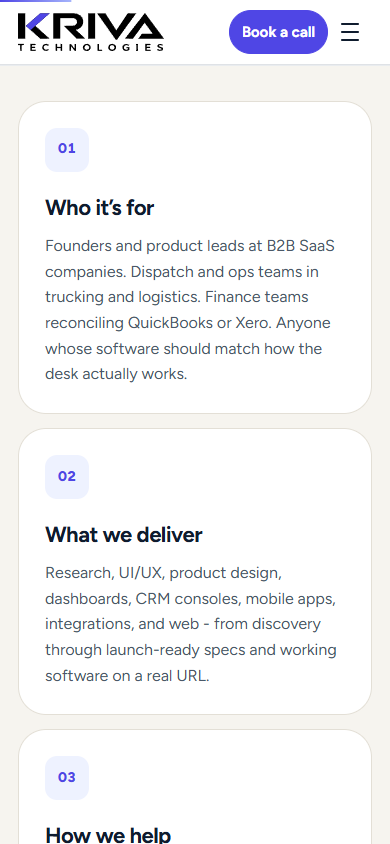 KRIVA
TECHNOLOGIES
Book a call
01
Who it’s for
Founders and product leads at B2B SaaS
companies. Dispatch and ops teams in
trucking and logistics. Finance teams
reconciling QuickBooks or Xero. Anyone
whose software should match how the
desk actually works.
02
What we deliver
Research, UI/UX, product design,
dashboards, CRM consoles, mobile apps,
integrations, and web - from discovery
through launch-ready specs and working
software on a real URL.
03
How we help